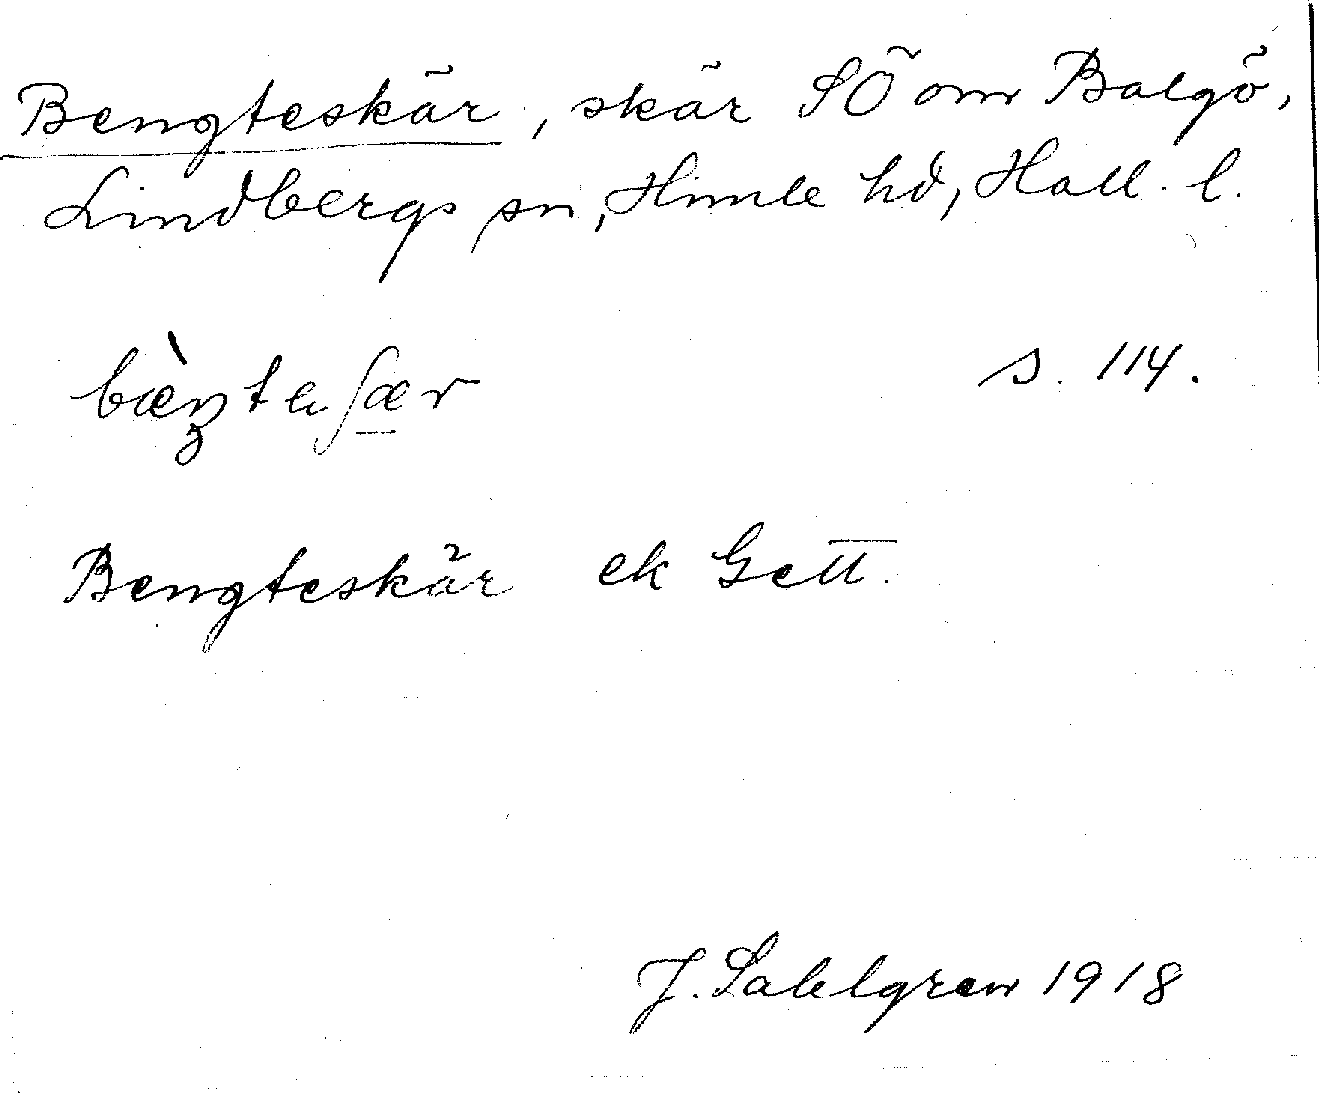 Bengteskär, skär SÖ om Balgö,
Lindbergs sn, Himle hd, Hall. l.
s. 114.
Bengteskär ek Gett.
J. Sahlgren 1918